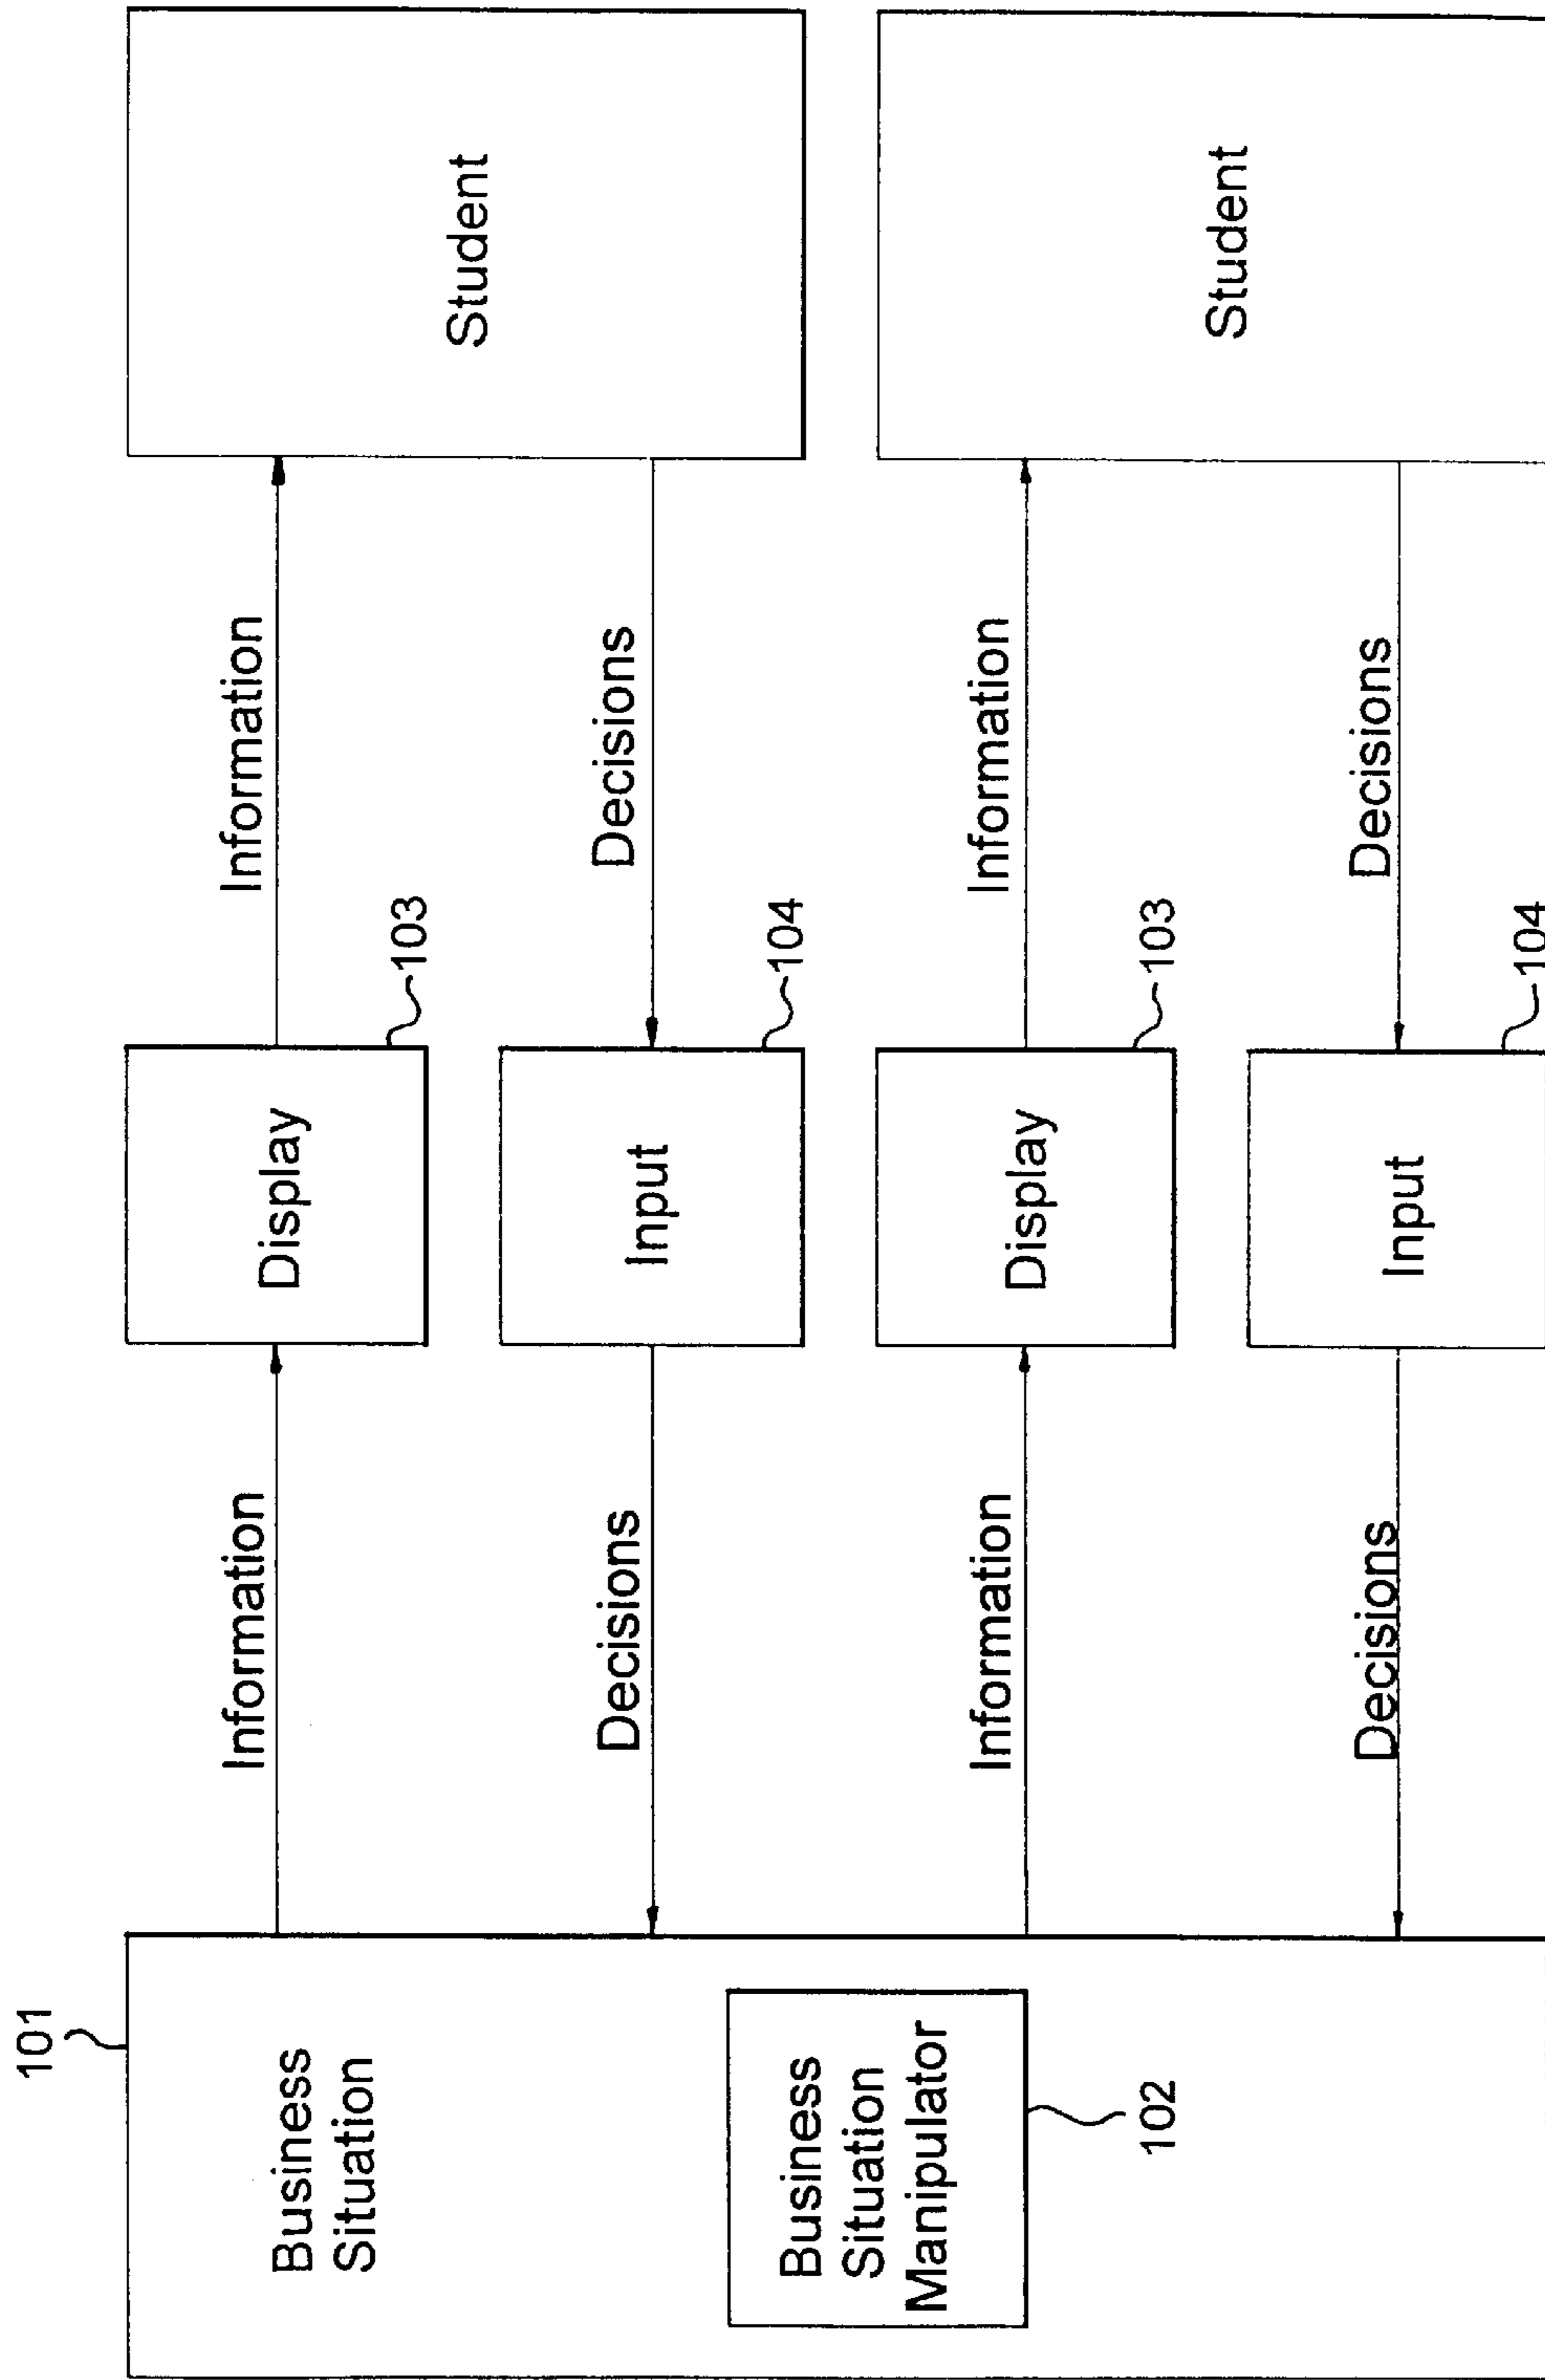 101
Business
Situation
Business
Situation
Manipulator
102
Information
Decisions
Information
Decisions
Display
103
Input
104
Display
103
Input
104
Information
Decisions
Information
Decisions
Student
Student